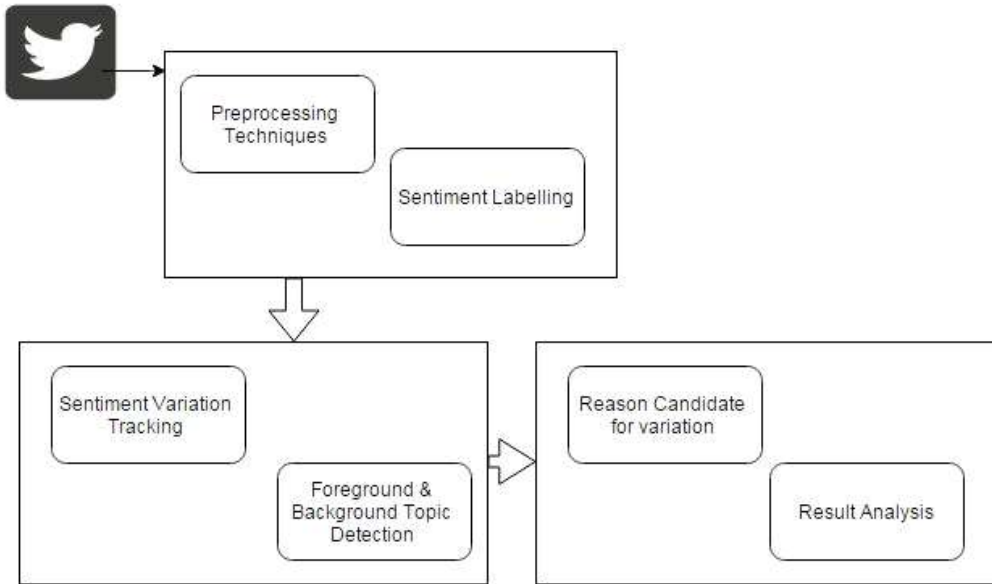 Preprocessing
Techniques
Sentiment Labelling
Sentiment Variation
Tracking
Foreground &
Background Topic
Detection
Reason Candidate
for variation
Result Analysis